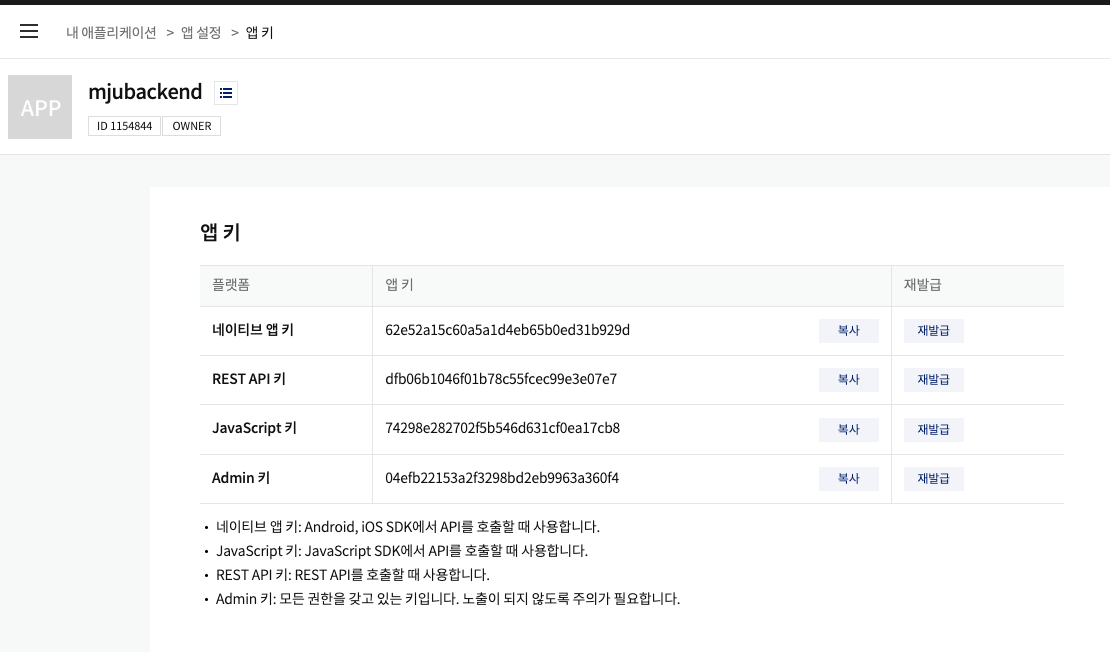 내 애플리케이션 > 앱 설정 > 앱 키
APP
mjubackend
ID 1154844 OWNER
앱 키
플랫폼 앱 키 재발급
네이티브 앱 키 62e52a15c60a5a1d4eb65b0ed31b929d 복사 재발급
REST API 키 dfb06b1046f01b78c55fcec99e3e07e7 복사 재발급
JavaScript 키 74298e282702f5b546d631cf0ea17cb8 복사 재발급
Admin 키 04efb22153a2f3298bd2eb9963a360f4 복사 재발급
• 네이티브 앱 키: Android, iOS SDK에서 API를 호출할 때 사용합니다.
• JavaScript 키: JavaScript SDK에서 API를 호출할 때 사용합니다.
• REST API 키: REST API를 호출할 때 사용합니다.
• Admin 키: 모든 권한을 갖고 있는 키입니다. 노출이 되지 않도록 주의가 필요합니다.